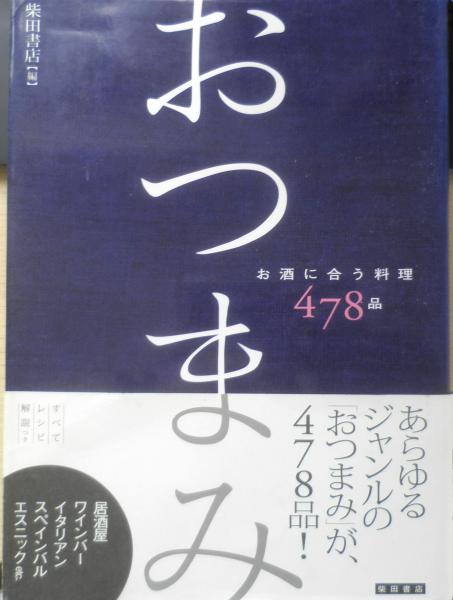 柴田書店【編】
おつまみ
お酒に合う料理
478品
あらゆる
ジャンルの
「おつまみ」が、
478品！
すべて
レシピ
解説つき
居酒屋
ワインバー
イタリアン
スペインバル
エスニック
柴田書店